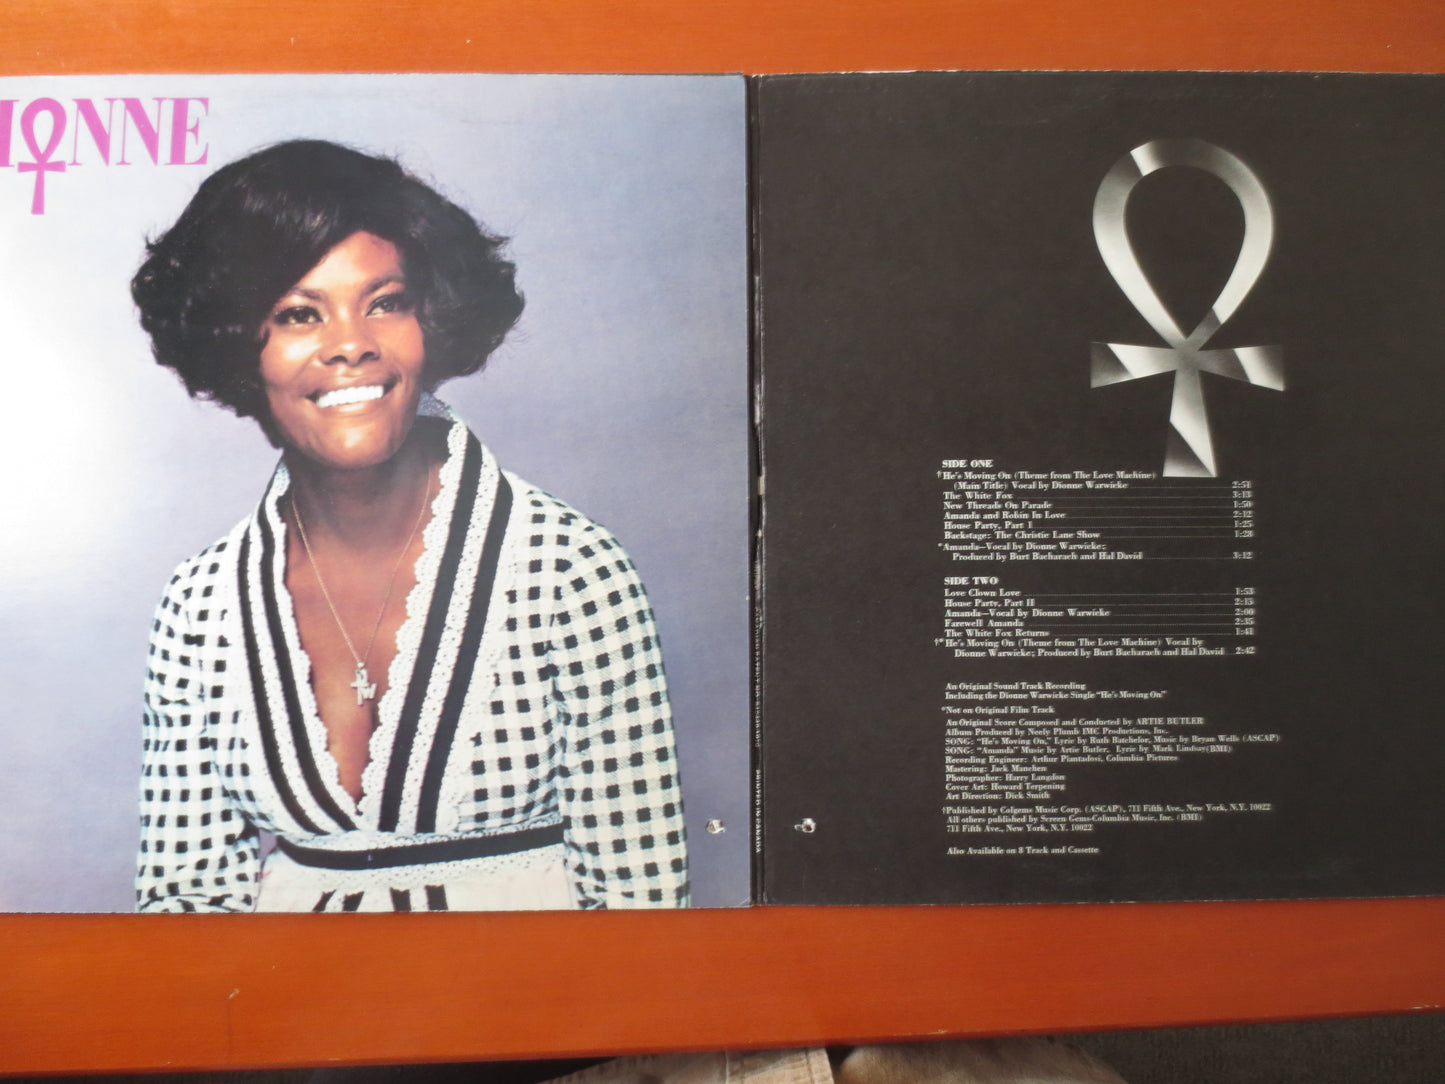 IONNE
SIDE ONE
†He's Moving On (Theme from The Love Machine)
(Main Title) Vocal by Dionne Warwicke 2:51
The White Fox 3:13
New Threads On Parade 1:50
Amanda and Robin In Love 2:12
House Party, Part I 1:25
Backstage: The Christie Lane Show 1:23
*Amanda—Vocal by Dionne Warwicke;
Produced by Burt Bacharach and Hal David 3:12
SIDE TWO
Love Clown Love 1:53
House Party, Part II 2:15
Amanda—Vocal by Dionne Warwicke 2:00
Farewell Amanda 2:35
The White Fox Returns 1:41
†*He's Moving On (Theme from The Love Machine) Vocal by
Dionne Warwicke; Produced by Burt Bacharach and Hal David 2:42
An Original Sound Track Recording
Including the Dionne Warwicke Single "He's Moving On"
*Not on Original Film Track
An Original Score Composed and Conducted by ARTIE BUTLER
Album Produced by Neely Plumb IMC Productions, Inc.
SONG: "He's Moving On," Lyric by Ruth Batchelor, Music by Bryan Wells (ASCAP)
SONG: "Amanda" Music by Artie Butler, Lyric by Mark Lindsay(BMI)
Recording Engineer: Arthur Piantadosi, Columbia Pictures
Mastering: Jack Manchen
Photographer: Harry Langdon
Cover Art: Howard Terpening
Art Direction: Dick Smith
†Published by Colgems Music Corp. (ASCAP), 711 Fifth Ave., New York, N.Y. 10022
All others published by Screen Gems-Columbia Music, Inc. (BMI)
711 Fifth Ave., New York, N.Y. 10022
Also Available on 8 Track and Cassette
PRINTED IN CANADA